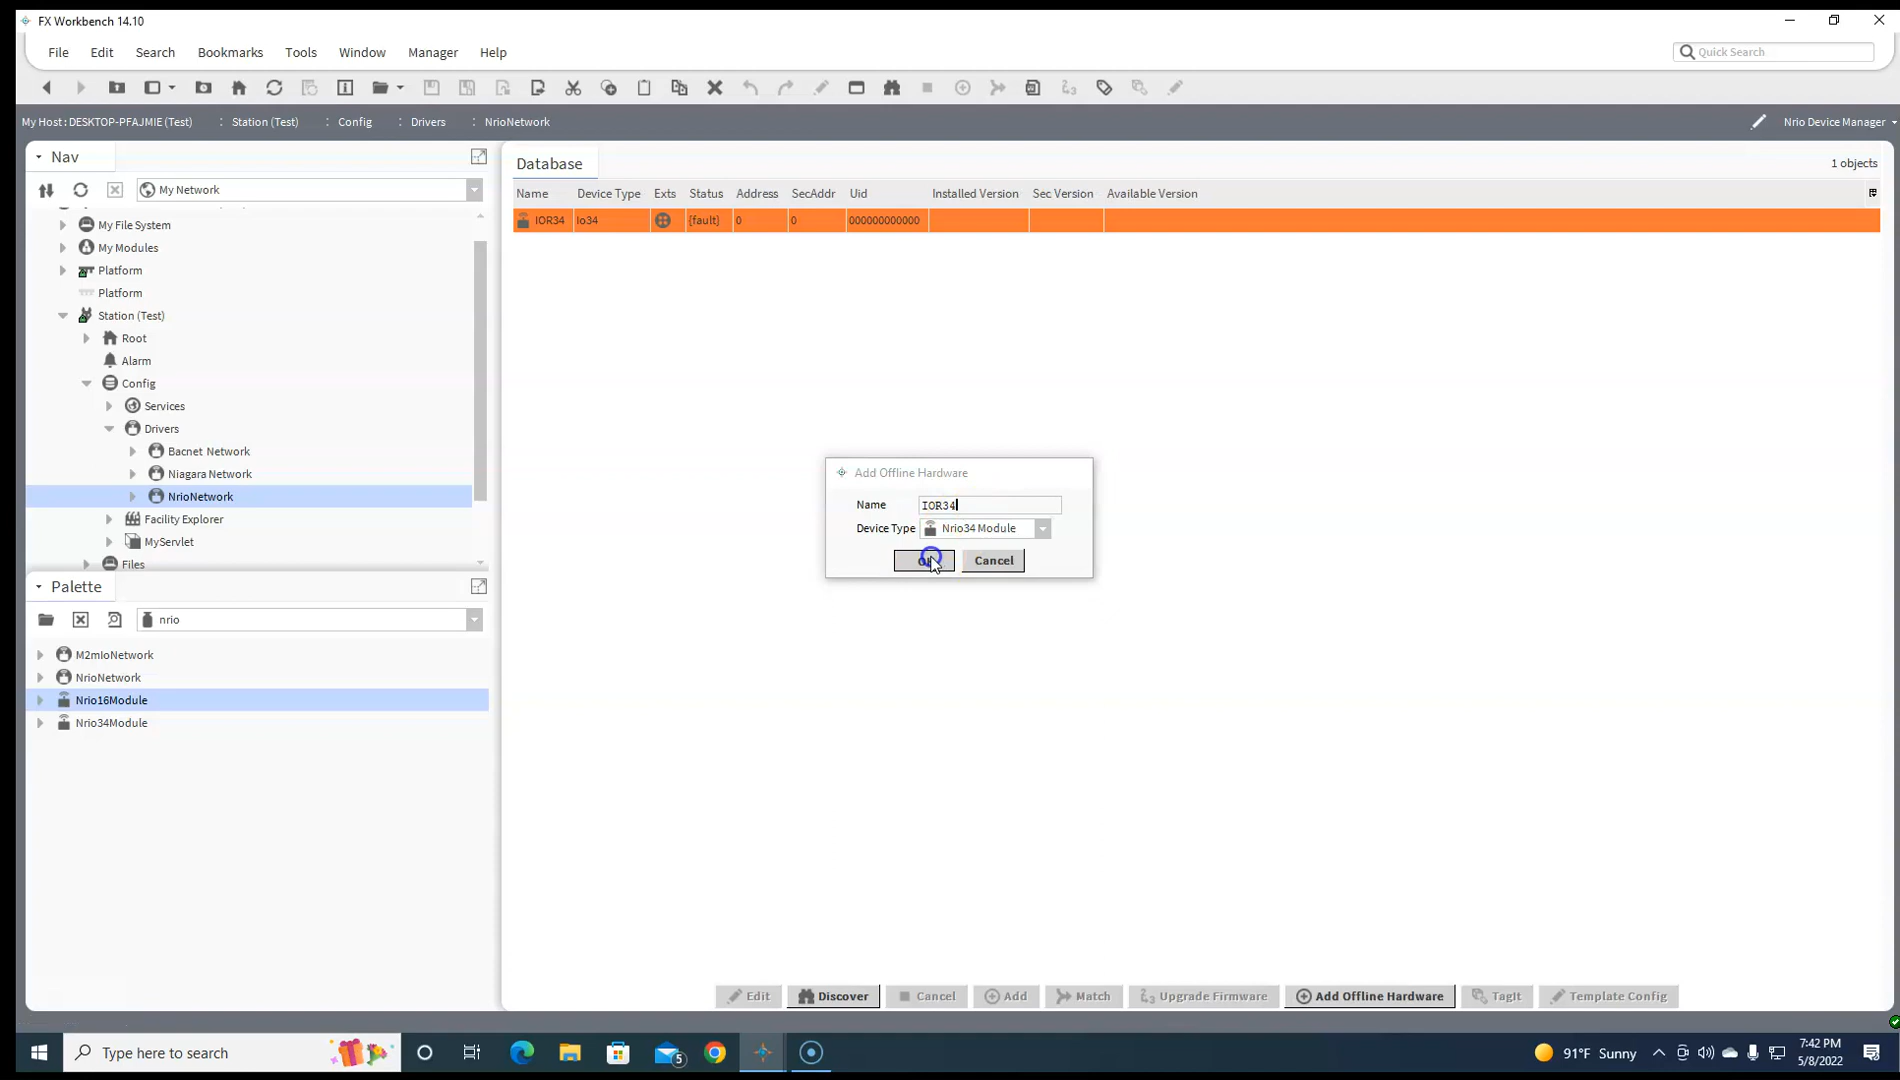 FX Workbench 14.10
File Edit Search Bookmarks Tools Window Manager Help
Quick Search
My Host : DESKTOP-PFAJMIE (Test) : Station (Test) : Config : Drivers : NrioNetwork
Nrio Device Manager
Nav
My Network
My File System
My Modules
Platform
Platform
Station (Test)
Root
Alarm
Config
Services
Drivers
Bacnet Network
Niagara Network
NrioNetwork
Facility Explorer
MyServlet
Files
Palette
nrio
M2mIoNetwork
NrioNetwork
Nrio16Module
Nrio34Module
Database
1 objects
Name Device Type Exts Status Address SecAddr Uid Installed Version Sec Version Available Version
IOR34 Io34 [fault] 0 0 000000000000
Add Offline Hardware
Name IOR34
Device Type Nrio34 Module
Cancel
Edit Discover Cancel Add Match Upgrade Firmware Add Offline Hardware TagIt Template Config
Type here to search
5
91°F Sunny
7:42 PM
5/8/2022